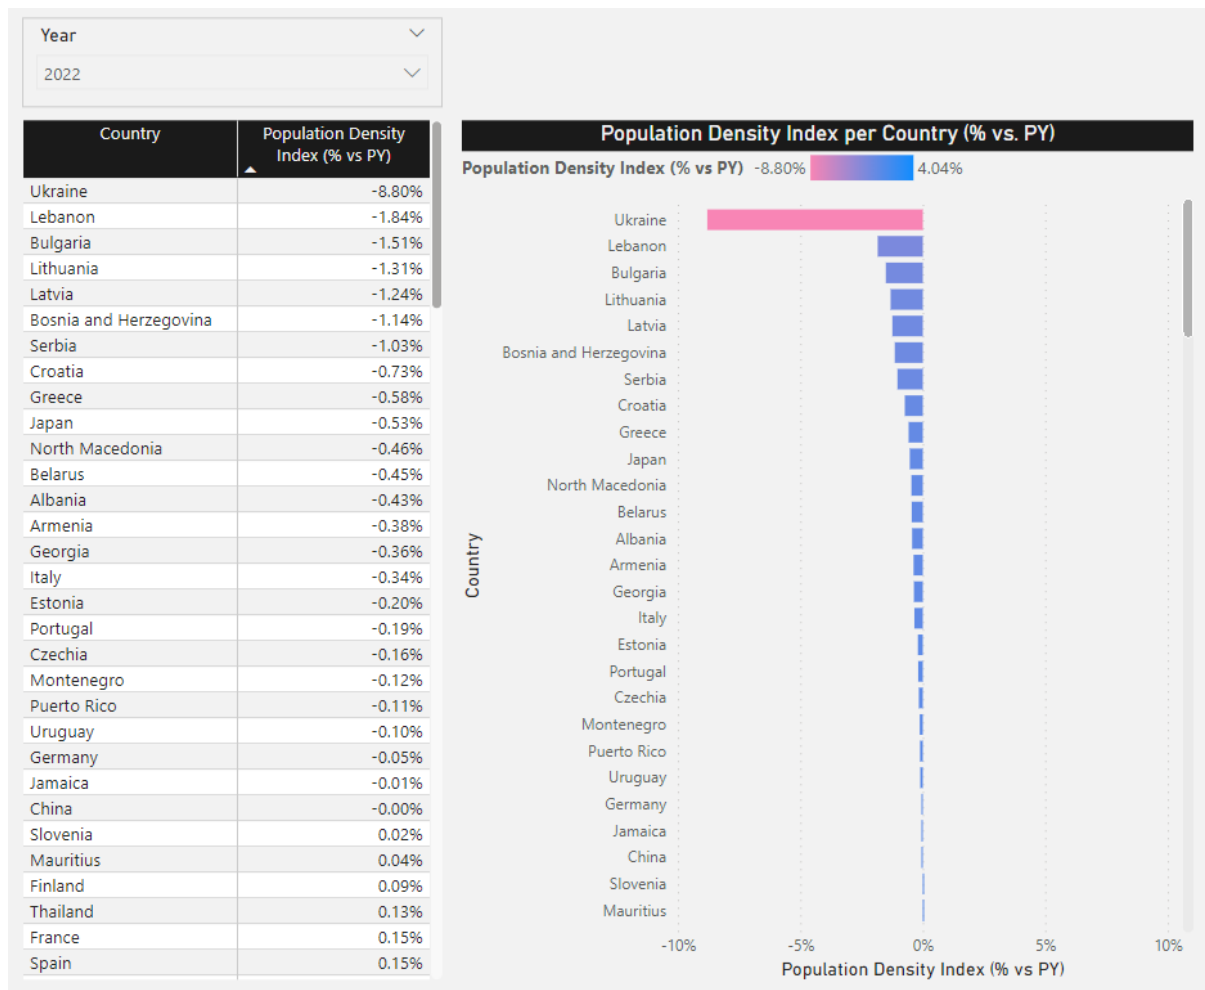 Year
2022
Country
Population Density
Index (% vs PY)
Ukraine -8.80%
Lebanon -1.84%
Bulgaria -1.51%
Lithuania -1.31%
Latvia -1.24%
Bosnia and Herzegovina -1.14%
Serbia -1.03%
Croatia -0.73%
Greece -0.58%
Japan -0.53%
North Macedonia -0.46%
Belarus -0.45%
Albania -0.43%
Armenia -0.38%
Georgia -0.36%
Italy -0.34%
Estonia -0.20%
Portugal -0.19%
Czechia -0.16%
Montenegro -0.12%
Puerto Rico -0.11%
Uruguay -0.10%
Germany -0.05%
Jamaica -0.01%
China -0.00%
Slovenia 0.02%
Mauritius 0.04%
Finland 0.09%
Thailand 0.13%
France 0.15%
Spain 0.15%
Population Density Index per Country (% vs. PY)
Population Density Index (% vs PY) -8.80% 4.04%
Country
Ukraine
Lebanon
Bulgaria
Lithuania
Latvia
Bosnia and Herzegovina
Serbia
Croatia
Greece
Japan
North Macedonia
Belarus
Albania
Armenia
Georgia
Italy
Estonia
Portugal
Czechia
Montenegro
Puerto Rico
Uruguay
Germany
Jamaica
China
Slovenia
Mauritius
-10% -5% 0% 5% 10%
Population Density Index (% vs PY)